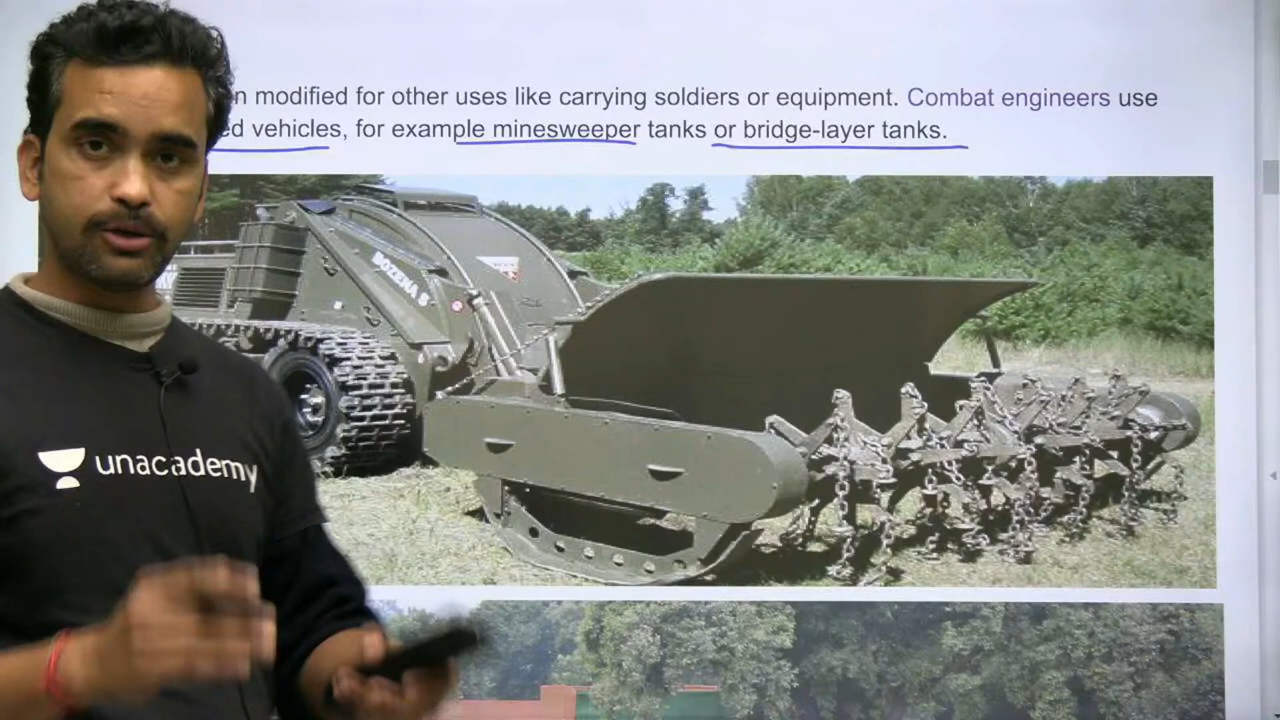 n modified for other uses like carrying soldiers or equipment. Combat engineers use
ed vehicles, for example minesweeper tanks or bridge-layer tanks.
BOZENA 5
unacademy